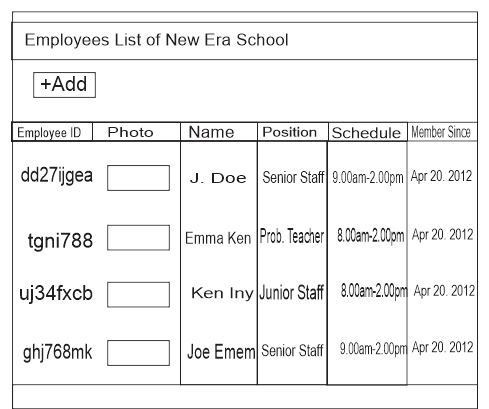 Employees List of New Era School
+Add
Employee ID Photo Name Position Schedule Member Since
dd27ijgea J. Doe Senior Staff 9.00am-2.00pm Apr 20. 2012
tgni788 Emma Ken Prob. Teacher 8.00am-2.00pm Apr 20. 2012
uj34fxcb Ken Iny Junior Staff 8.00am-2.00pm Apr 20. 2012
ghj768mk Joe Emem Senior Staff 9.00am-2.00pm Apr 20. 2012